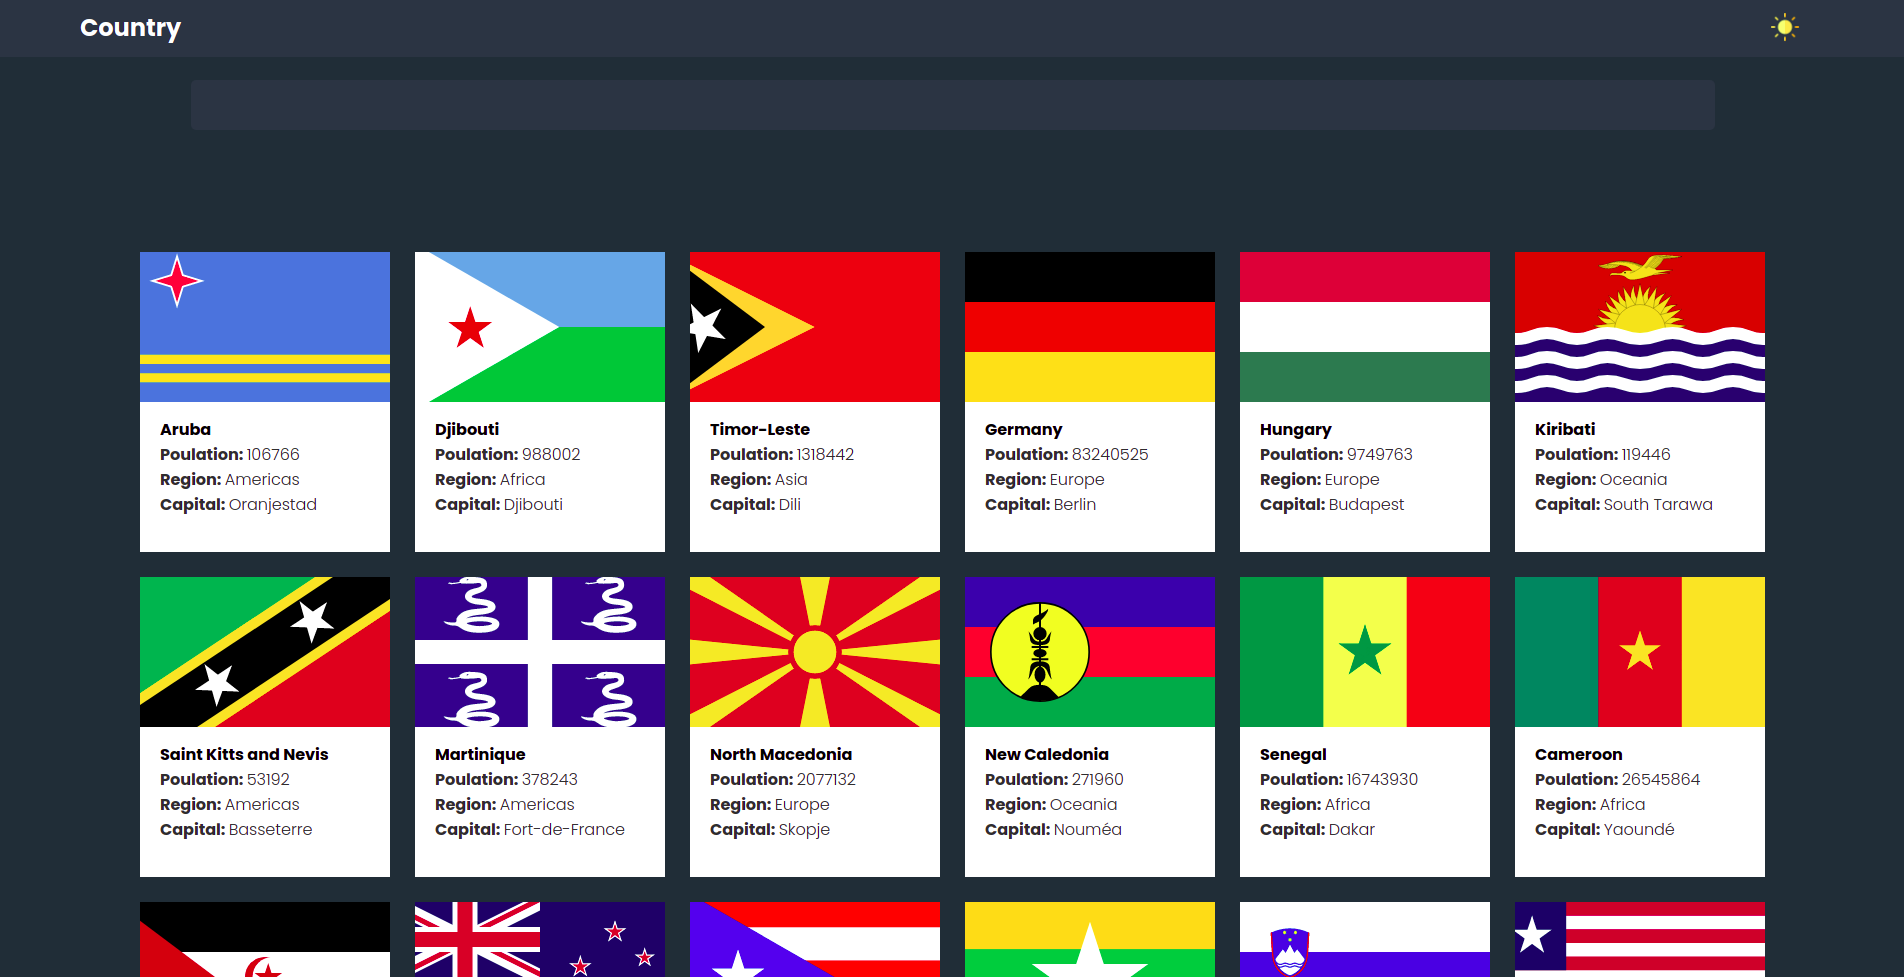 Country
Aruba
Poulation: 106766
Region: Americas
Capital: Oranjestad
Djibouti
Poulation: 988002
Region: Africa
Capital: Djibouti
Timor-Leste
Poulation: 1318442
Region: Asia
Capital: Dili
Germany
Poulation: 83240525
Region: Europe
Capital: Berlin
Hungary
Poulation: 9749763
Region: Europe
Capital: Budapest
Kiribati
Poulation: 119446
Region: Oceania
Capital: South Tarawa
Saint Kitts and Nevis
Poulation: 53192
Region: Americas
Capital: Basseterre
Martinique
Poulation: 378243
Region: Americas
Capital: Fort-de-France
North Macedonia
Poulation: 2077132
Region: Europe
Capital: Skopje
New Caledonia
Poulation: 271960
Region: Oceania
Capital: Nouméa
Senegal
Poulation: 16743930
Region: Africa
Capital: Dakar
Cameroon
Poulation: 26545864
Region: Africa
Capital: Yaoundé